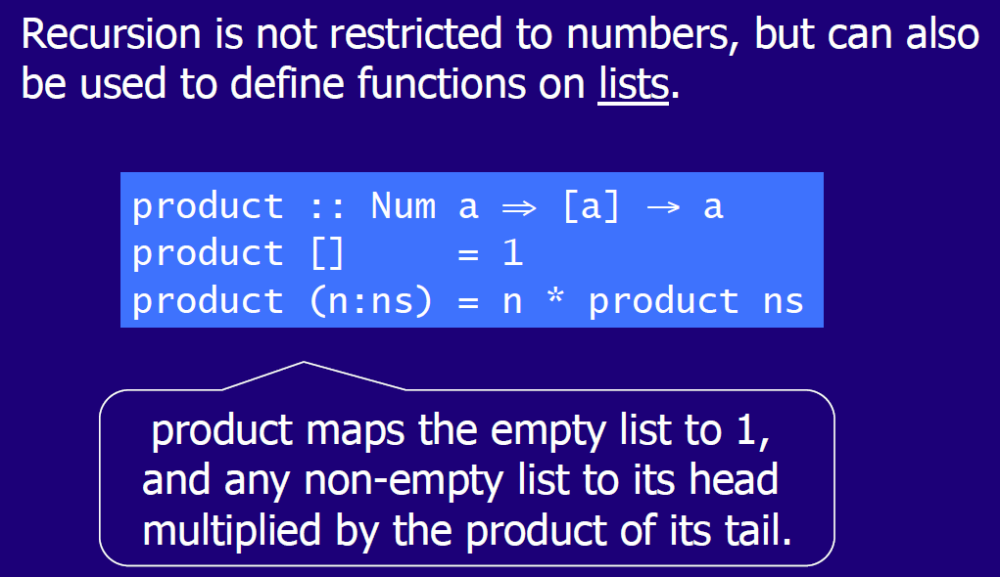 Recursion is not restricted to numbers, but can also
be used to define functions on lists.
product :: Num a ⇒ [a] → a
product []     = 1
product (n:ns) = n * product ns
product maps the empty list to 1,
and any non-empty list to its head
multiplied by the product of its tail.